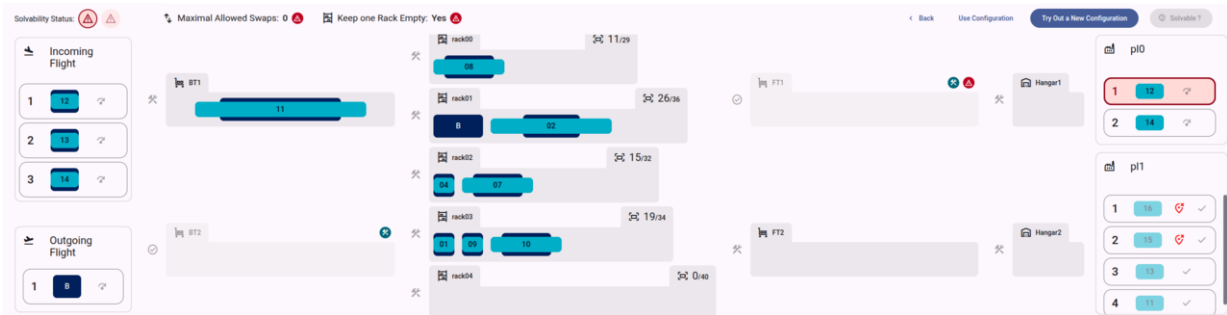 Solvability Status:
Maximal Allowed Swaps: 0
Keep one Rack Empty: Yes
Back
Use Configuration
Try Out a New Configuration
Solvable ?
Incoming Flight
1 12
2 13
3 14
Outgoing Flight
1 B
BT1
11
BT2
rack00 11/29
08
rack01 26/36
B 02
rack02 15/32
04 07
rack03 19/34
01 09 10
rack04 0/40
FT1
FT2
Hangar1
Hangar2
pl0
1 12
2 14
pl1
1 16
2 15
3 13
4 11